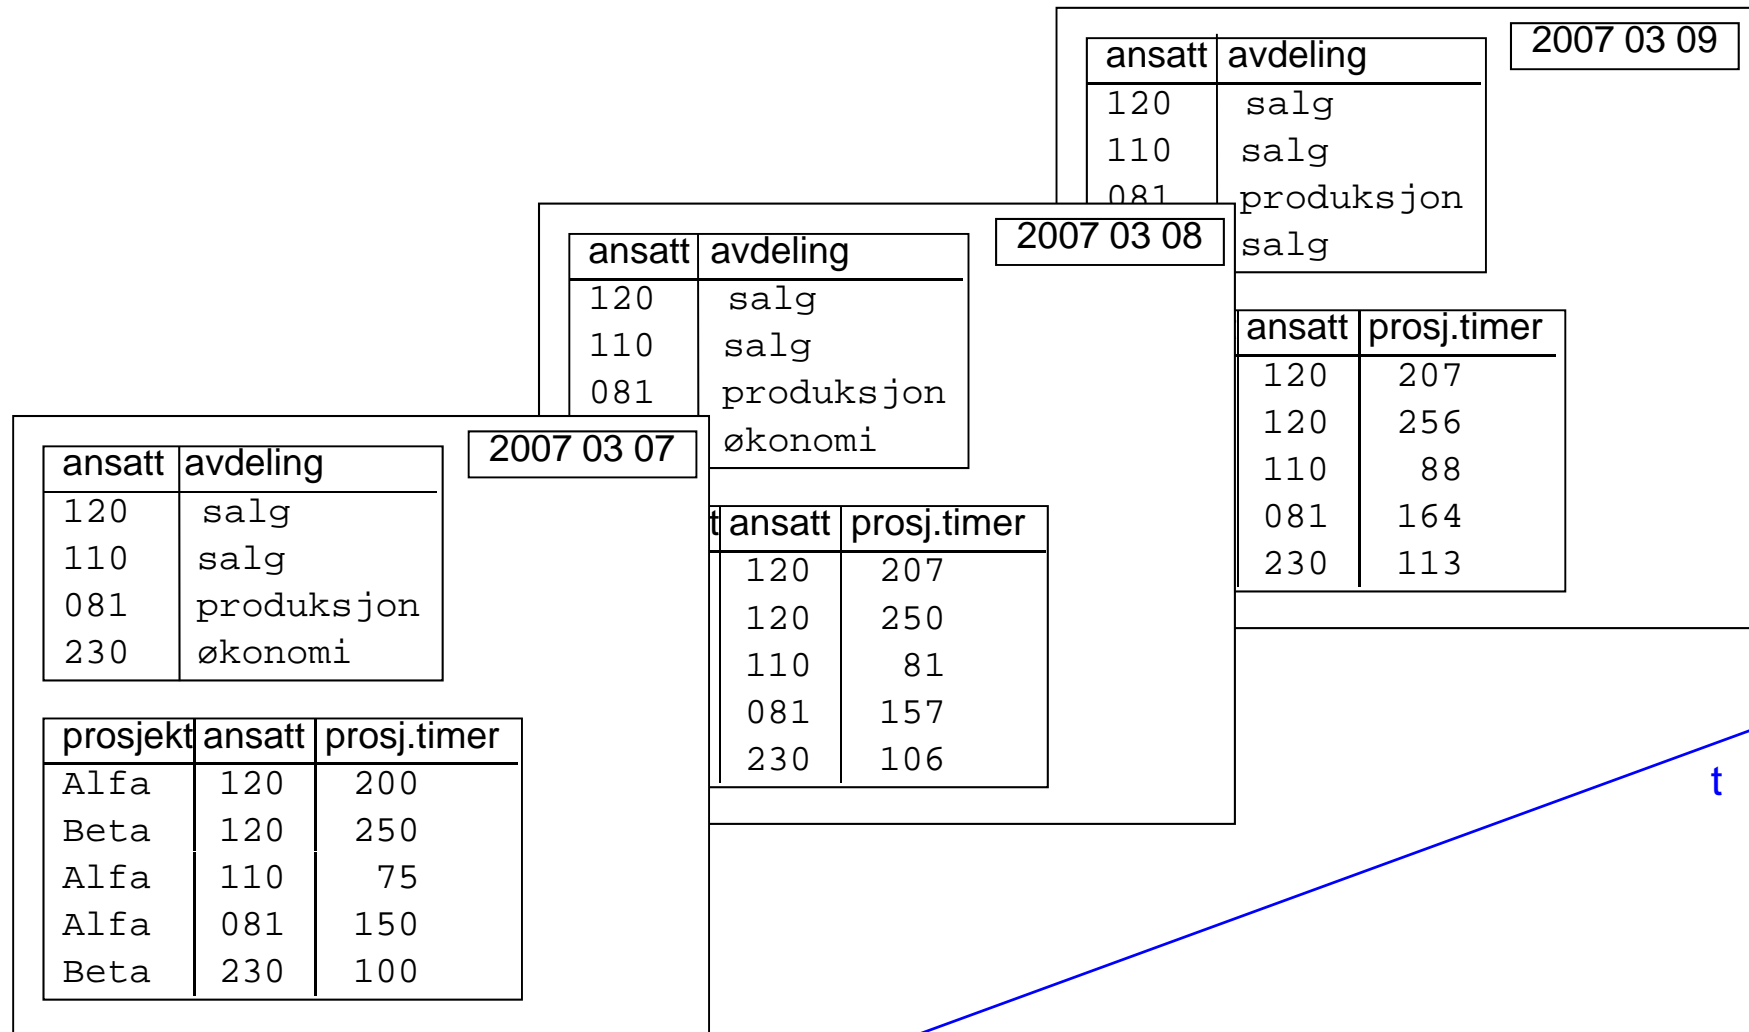 2007 03 09
ansatt avdeling
120 salg
110 salg
081 produksjon
salg
ansatt prosj.timer
120 207
120 256
110 88
081 164
230 113
2007 03 08
ansatt avdeling
120 salg
110 salg
081 produksjon
økonomi
t ansatt prosj.timer
120 207
120 250
110 81
081 157
230 106
2007 03 07
ansatt avdeling
120 salg
110 salg
081 produksjon
230 økonomi
prosjekt ansatt prosj.timer
Alfa 120 200
Beta 120 250
Alfa 110 75
Alfa 081 150
Beta 230 100
t